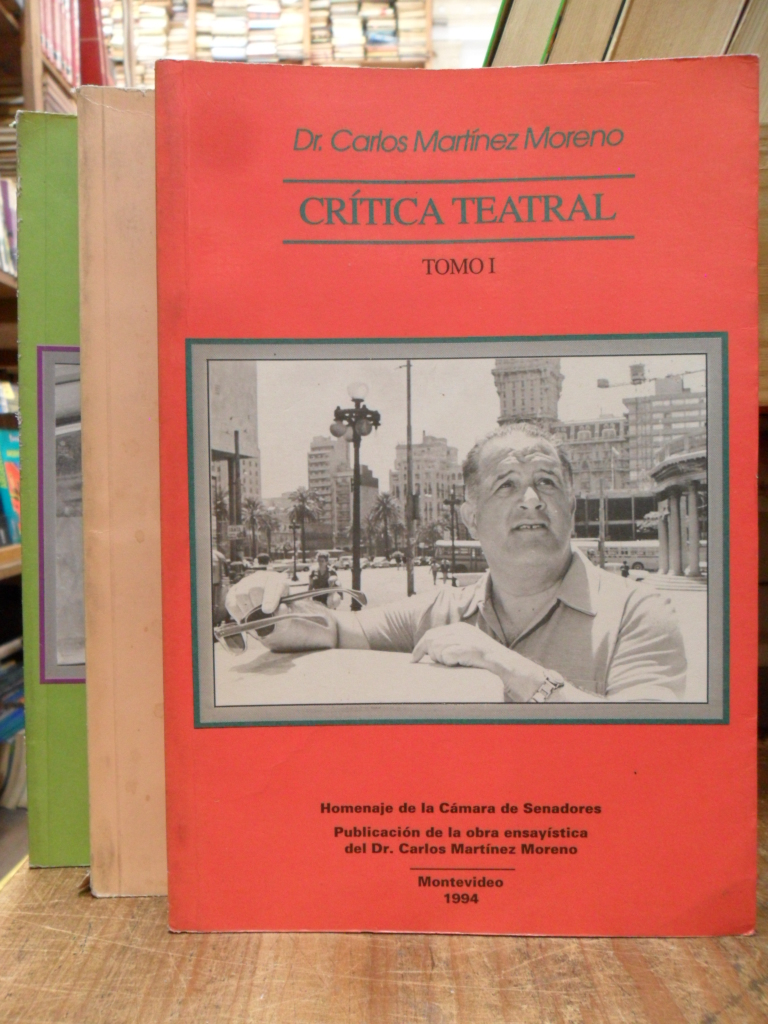 Dr. Carlos Martínez Moreno
CRÍTICA TEATRAL
TOMO I
Homenaje de la Cámara de Senadores
Publicación de la obra ensayística
del Dr. Carlos Martínez Moreno
Montevideo
1994